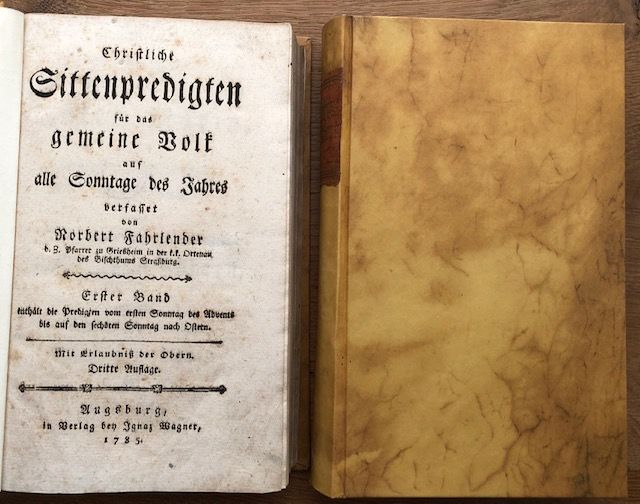 Christliche
Sittenpredigten
für das
gemeine Volk
auf
alle Sonntage des Jahres
verfasset
von
Norbert Fahrlender
d. Z. Pfarrer zu Griesheim in der k.k. Ortenau
des Bischthums Straßburg.
Erster Band
enthält die Predigten vom ersten Sonntag des Advents
bis auf den sechsten Sonntag nach Ostern.
Mit Erlaubniß der Obern.
Dritte Auflage.
Augsburg,
in Verlag bey Ignaz Wagner,
1785.